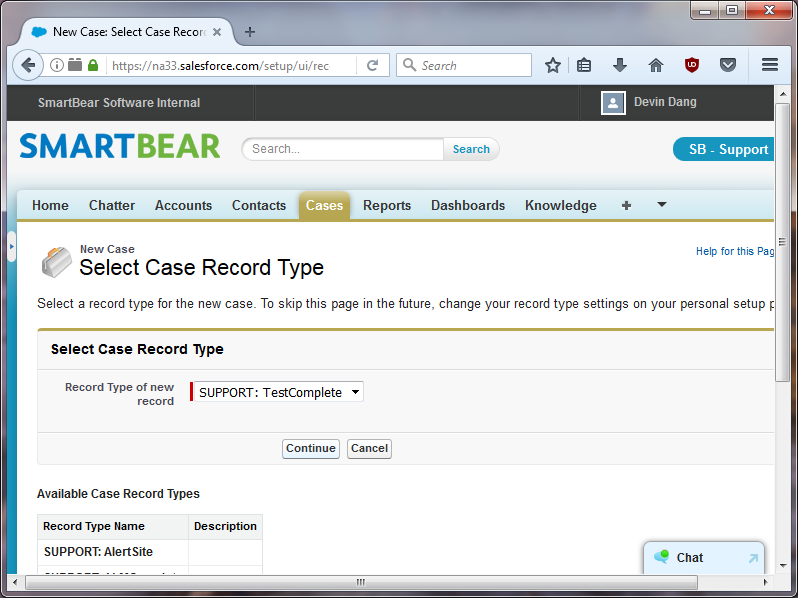 New Case: Select Case Recor
https://na33.salesforce.com/setup/ui/rec
Search
SmartBear Software Internal
Devin Dang
SMARTBEAR
Search...
Search
SB - Support
Home Chatter Accounts Contacts Cases Reports Dashboards Knowledge +
New Case
Select Case Record Type
Help for this Pag
Select a record type for the new case. To skip this page in the future, change your record type settings on your personal setup p
Select Case Record Type
Record Type of new
record
SUPPORT: TestComplete
Continue Cancel
Available Case Record Types
Record Type Name Description
SUPPORT: AlertSite
Chat